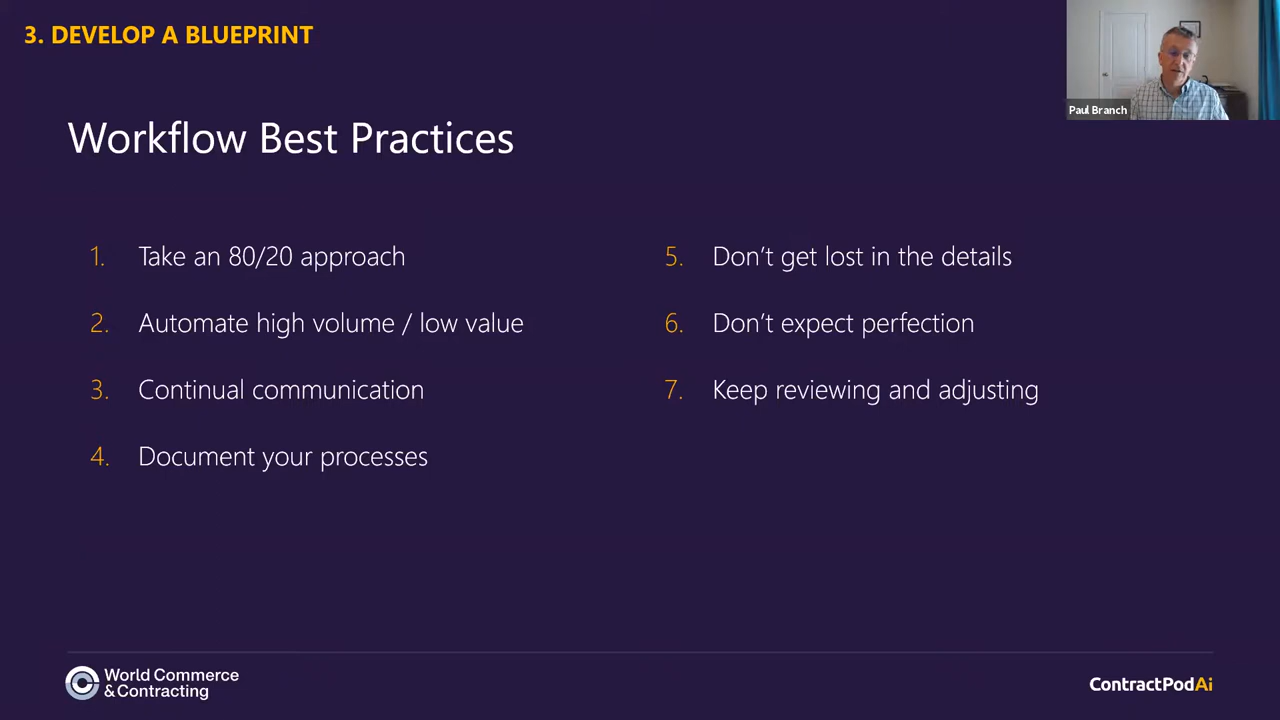 3. DEVELOP A BLUEPRINT
Paul Branch
Workflow Best Practices
1. Take an 80/20 approach
2. Automate high volume / low value
3. Continual communication
4. Document your processes
5. Don’t get lost in the details
6. Don’t expect perfection
7. Keep reviewing and adjusting
World Commerce
& Contracting
ContractPodAi